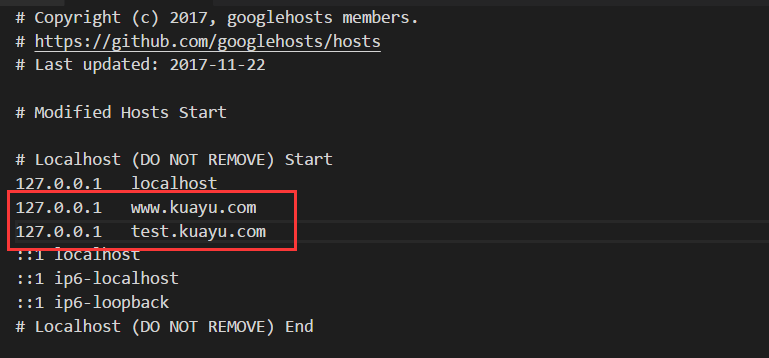 # Copyright (c) 2017, googlehosts members.
# https://github.com/googlehosts/hosts
# Last updated: 2017-11-22
# Modified Hosts Start
# Localhost (DO NOT REMOVE) Start
127.0.0.1   localhost
127.0.0.1   www.kuayu.com
127.0.0.1   test.kuayu.com
::1 localhost
::1 ip6-localhost
::1 ip6-loopback
# Localhost (DO NOT REMOVE) End